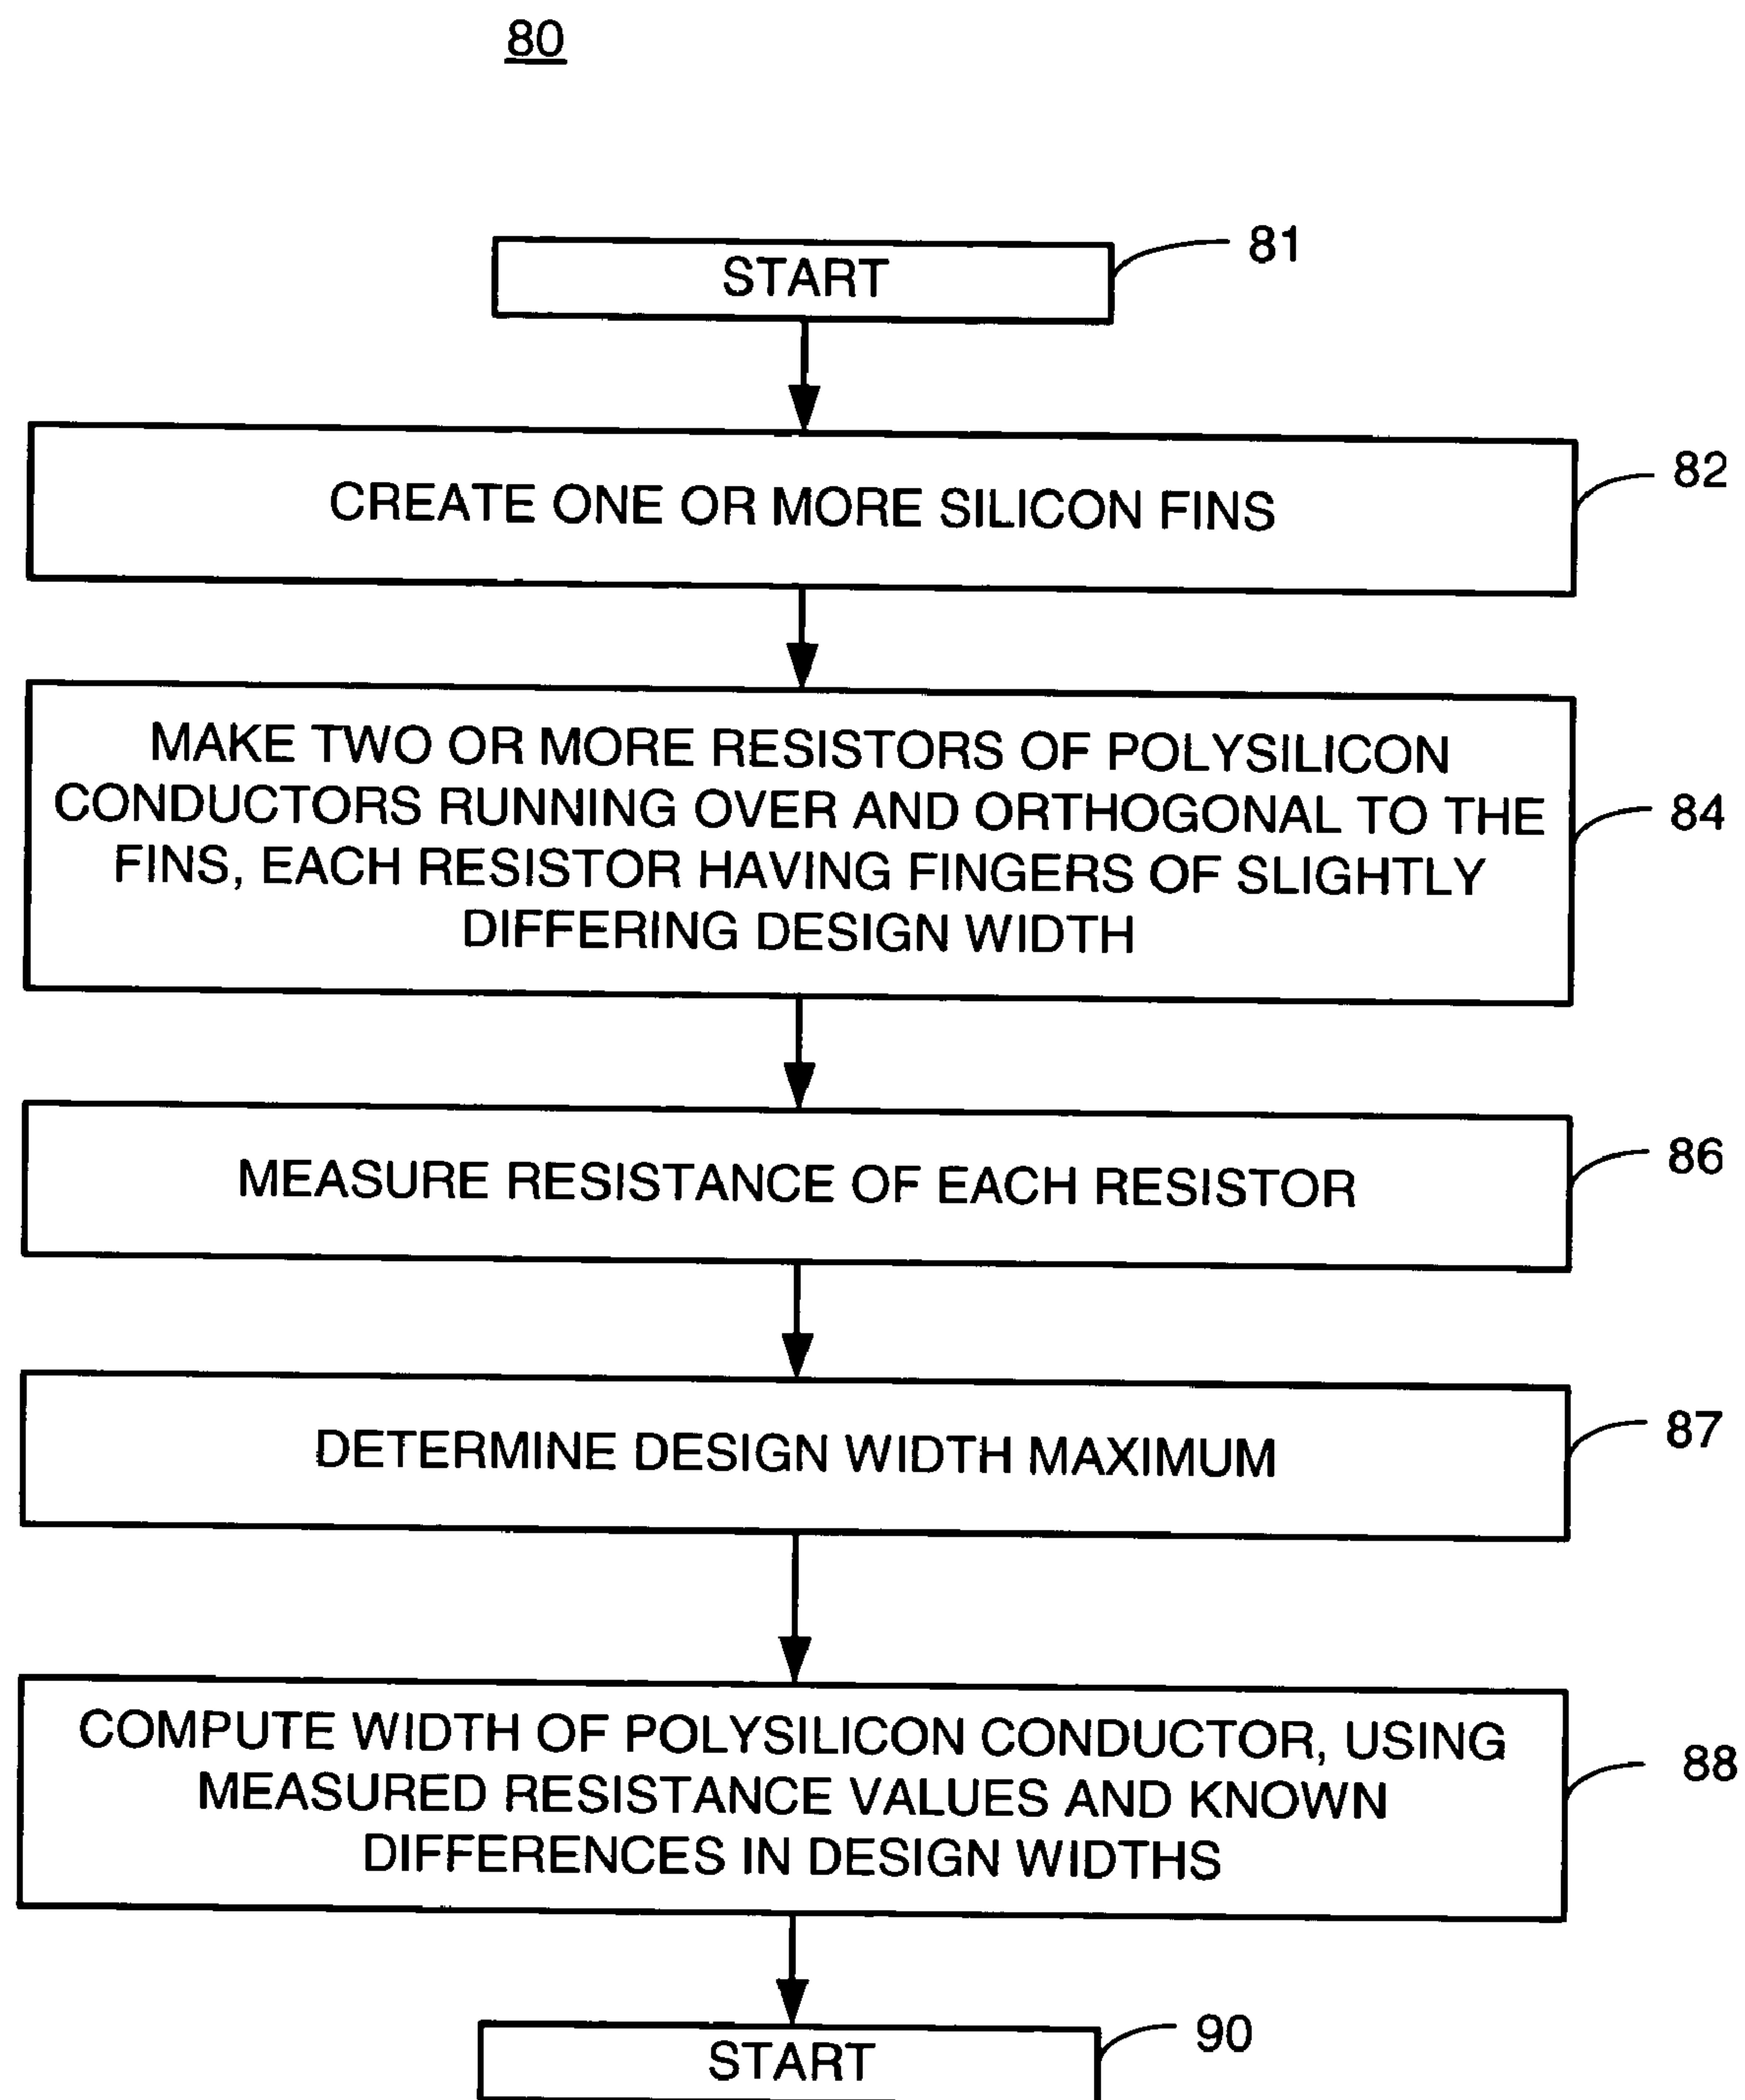 80
START
81
CREATE ONE OR MORE SILICON FINS
82
MAKE TWO OR MORE RESISTORS OF POLYSILICON
CONDUCTORS RUNNING OVER AND ORTHOGONAL TO THE
FINS, EACH RESISTOR HAVING FINGERS OF SLIGHTLY
DIFFERING DESIGN WIDTH
84
MEASURE RESISTANCE OF EACH RESISTOR
86
DETERMINE DESIGN WIDTH MAXIMUM
87
COMPUTE WIDTH OF POLYSILICON CONDUCTOR, USING
MEASURED RESISTANCE VALUES AND KNOWN
DIFFERENCES IN DESIGN WIDTHS
88
START
90